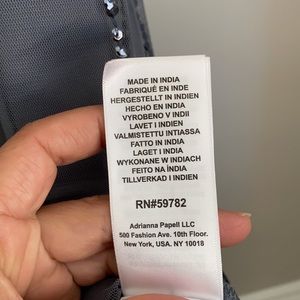 MADE IN INDIA
FABRIQUÉ EN INDE
HERGESTELLT IN INDIEN
HECHO EN INDIA
VYROBENO V INDII
LAVET I INDIEN
VALMISTETTU INTIASSA
FATTO IN INDIA
LAGET I INDIA
WYKONANE W INDIACH
FEITO NA ÍNDIA
TILLVERKAD I INDIEN
RN#59782
Adrianna Papell LLC
500 Fashion Ave. 10th Floor.
New York, USA. NY 10018